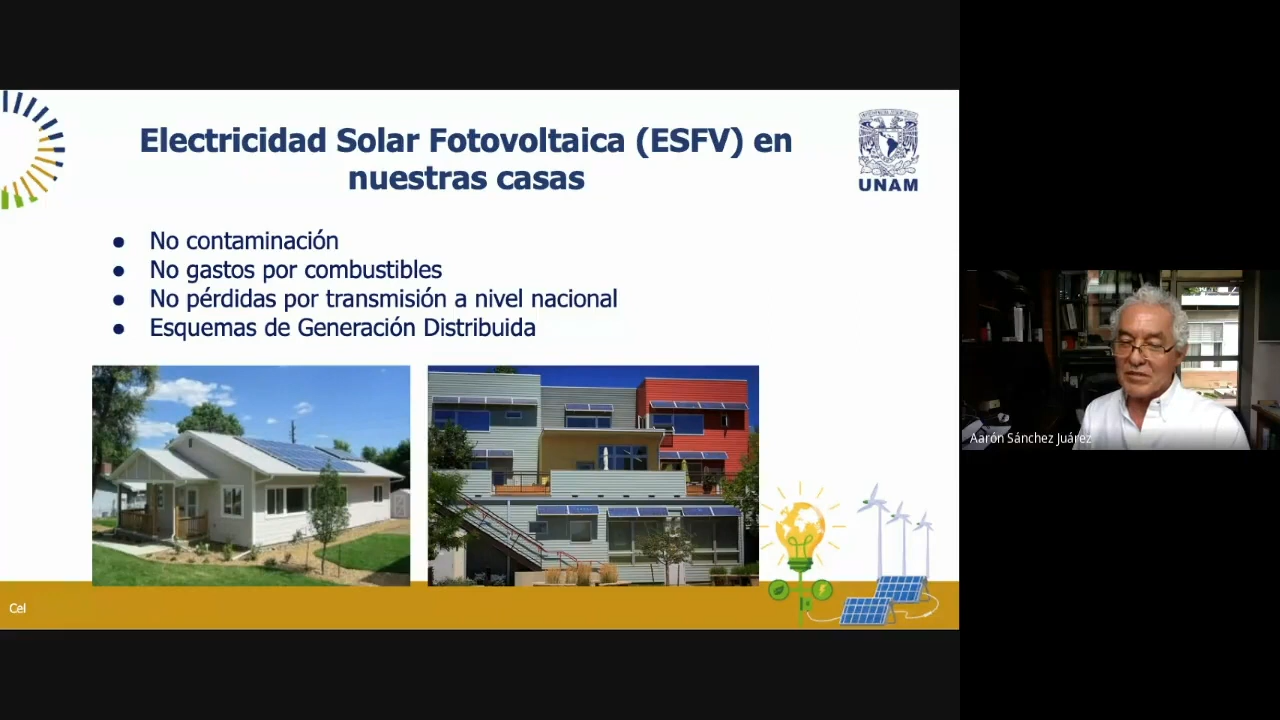 Electricidad Solar Fotovoltaica (ESFV) en
nuestras casas
UNAM
● No contaminación
● No gastos por combustibles
● No pérdidas por transmisión a nivel nacional
● Esquemas de Generación Distribuida
Aarón Sánchez Juárez
Cel